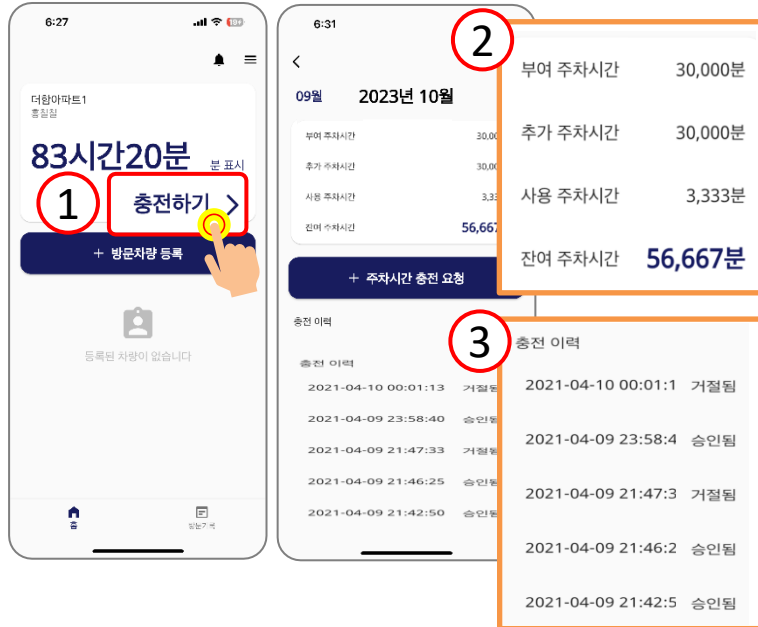 6:27
더함아파트1
홍칠칠
83시간20분 분 표시
1
충전하기
+ 방문차량 등록
등록된 차량이 없습니다
홈
방문기록
6:31
09월 2023년 10월
부여 주차시간 30,00
추가 주차시간 30,00
사용 주차시간 3,33
잔여 주차시간 56,667
+ 주차시간 충전 요청
충전 이력
충전 이력
2021-04-10 00:01:13 거절됨
2021-04-09 23:58:40 승인됨
2021-04-09 21:47:33 거절됨
2021-04-09 21:46:25 승인됨
2021-04-09 21:42:50 승인됨
2
부여 주차시간 30,000분
추가 주차시간 30,000분
사용 주차시간 3,333분
잔여 주차시간 56,667분
3
충전 이력
2021-04-10 00:01:1 거절됨
2021-04-09 23:58:4 승인됨
2021-04-09 21:47:3 거절됨
2021-04-09 21:46:2 승인됨
2021-04-09 21:42:5 승인됨